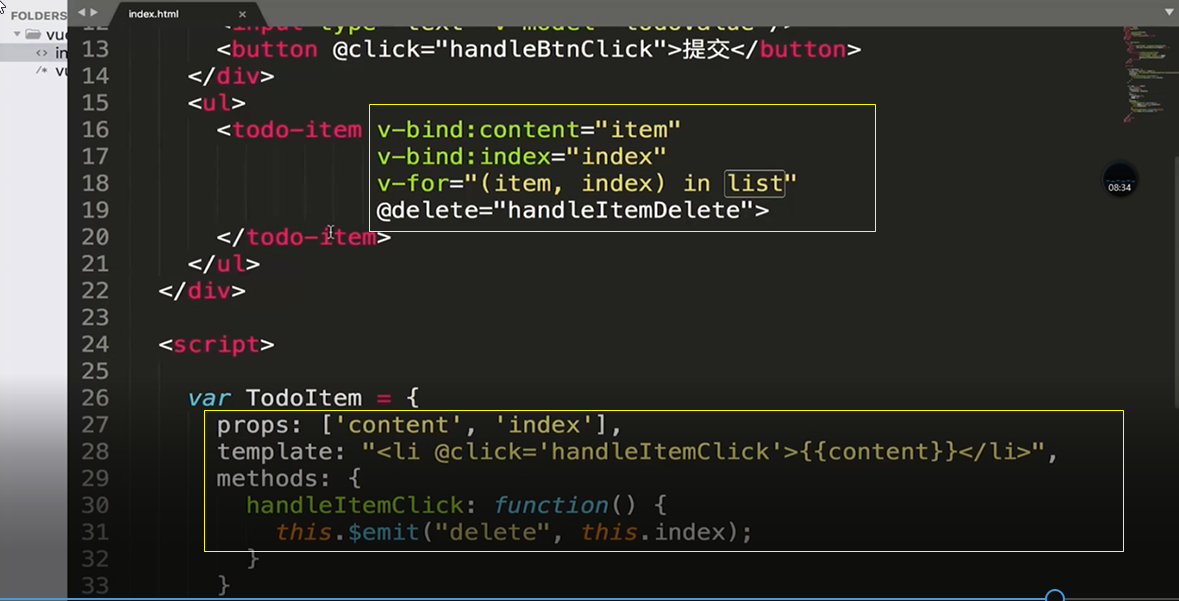 FOLDERS
index.html
<button @click="handleBtnClick">提交</button>
13
</div>
14
<ul>
15
<todo-item v-bind:content="item"
16
v-bind:index="index"
17
v-for="(item, index) in list"
18
@delete="handleItemDelete">
19
</todo-item>
20
</ul>
21
</div>
22
23
<script>
24
25
var TodoItem = {
26
props: ['content', 'index'],
27
template: "<li @click='handleItemClick'>{{content}}</li>",
28
methods: {
29
handleItemClick: function() {
30
this.$emit("delete", this.index);
31
}
32
}
33
08:34